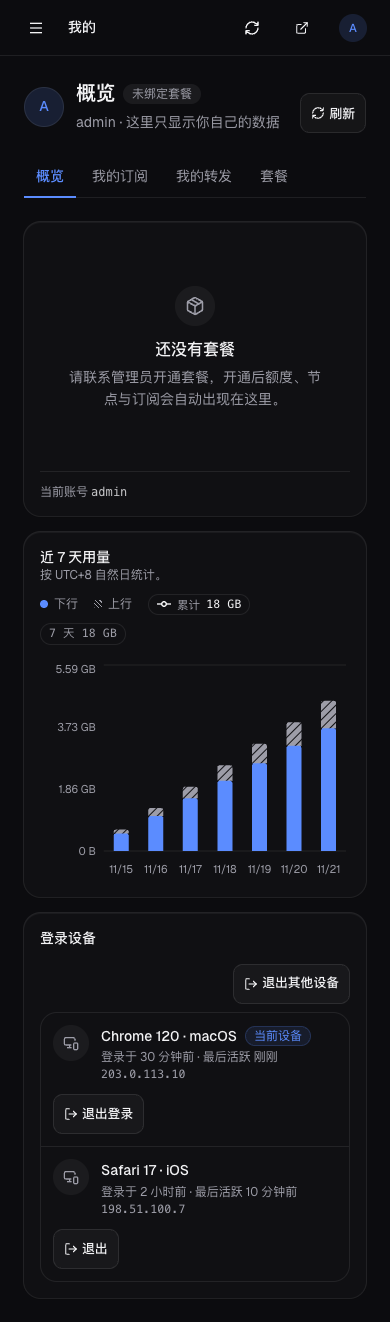 我的
A
A
概览 未绑定套餐
admin · 这里只显示你自己的数据
刷新
概览 我的订阅 我的转发 套餐
还没有套餐
请联系管理员开通套餐，开通后额度、节
点与订阅会自动出现在这里。
当前账号 admin
近 7 天用量
按 UTC+8 自然日统计。
下行 上行 累计 18 GB
7 天 18 GB
5.59 GB
3.73 GB
1.86 GB
0 B
11/15 11/16 11/17 11/18 11/19 11/20 11/21
登录设备
退出其他设备
Chrome 120 · macOS 当前设备
登录于 30 分钟前 · 最后活跃 刚刚
203.0.113.10
退出登录
Safari 17 · iOS
登录于 2 小时前 · 最后活跃 10 分钟前
198.51.100.7
退出